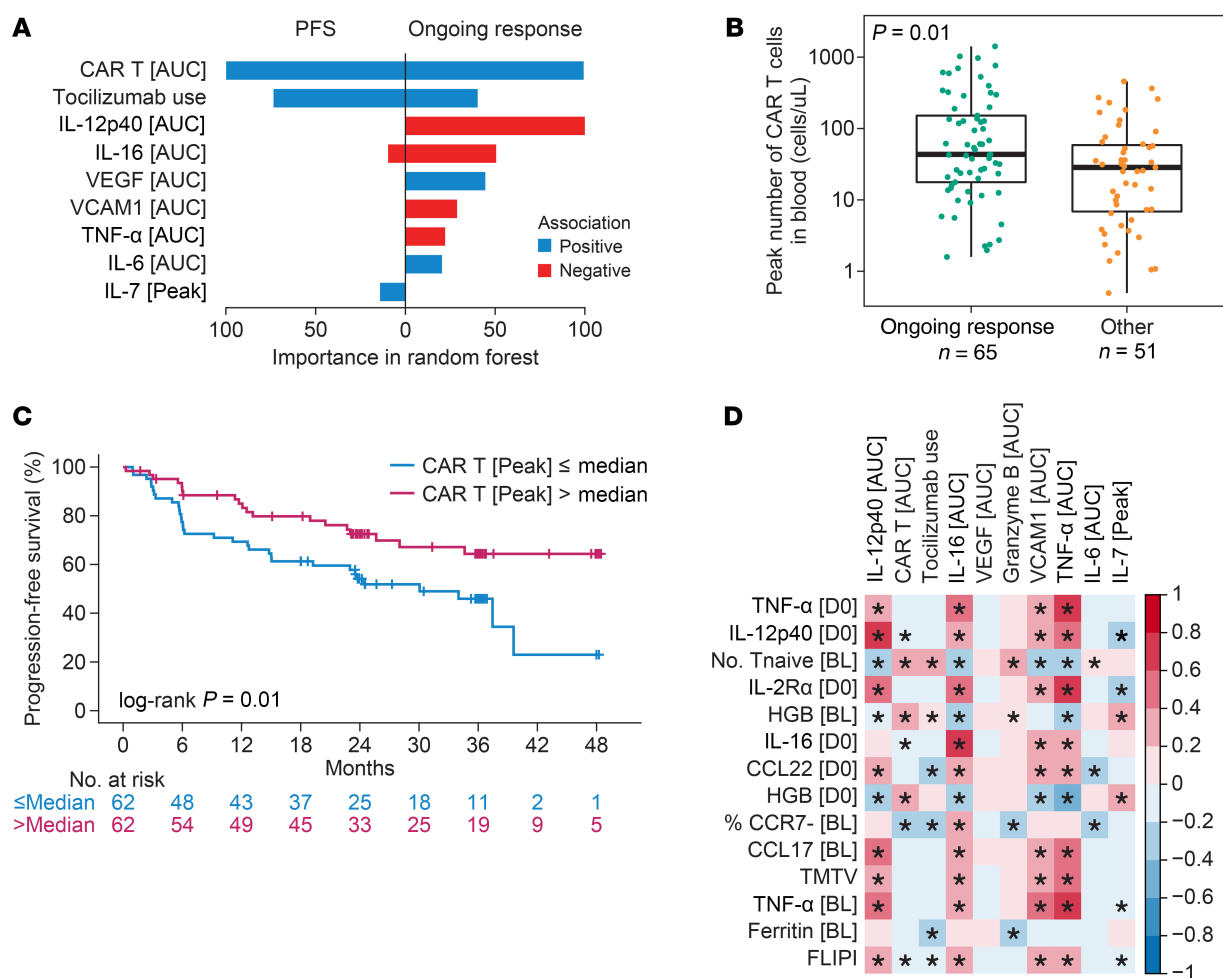 A
PFS
Ongoing response
CAR T [AUC]
Tocilizumab use
IL-12p40 [AUC]
IL-16 [AUC]
VEGF [AUC]
VCAM1 [AUC]
TNF-α [AUC]
IL-6 [AUC]
IL-7 [Peak]
Association
Positive
Negative
100 50 0 50 100
Importance in random forest
B
P = 0.01
Peak number of CAR T cells
in blood (cells/uL)
1000
100
10
1
Ongoing response
n = 65
Other
n = 51
C
Progression-free survival (%)
100
80
60
40
20
0
CAR T [Peak] ≤ median
CAR T [Peak] > median
log-rank P = 0.01
0 6 12 18 24 30 36 42 48
Months
No. at risk
≤Median 62 48 43 37 25 18 11 2 1
>Median 62 54 49 45 33 25 19 9 5
D
IL-12p40 [AUC]
CAR T [AUC]
Tocilizumab use
IL-16 [AUC]
VEGF [AUC]
Granzyme B [AUC]
VCAM1 [AUC]
TNF-α [AUC]
IL-6 [AUC]
IL-7 [Peak]
TNF-α [D0]
IL-12p40 [D0]
No. Tnaive [BL]
IL-2Rα [D0]
HGB [BL]
IL-16 [D0]
CCL22 [D0]
HGB [D0]
% CCR7- [BL]
CCL17 [BL]
TMTV
TNF-α [BL]
Ferritin [BL]
FLIPI
1
0.8
0.6
0.4
0.2
0
−0.2
−0.4
−0.6
−0.8
−1